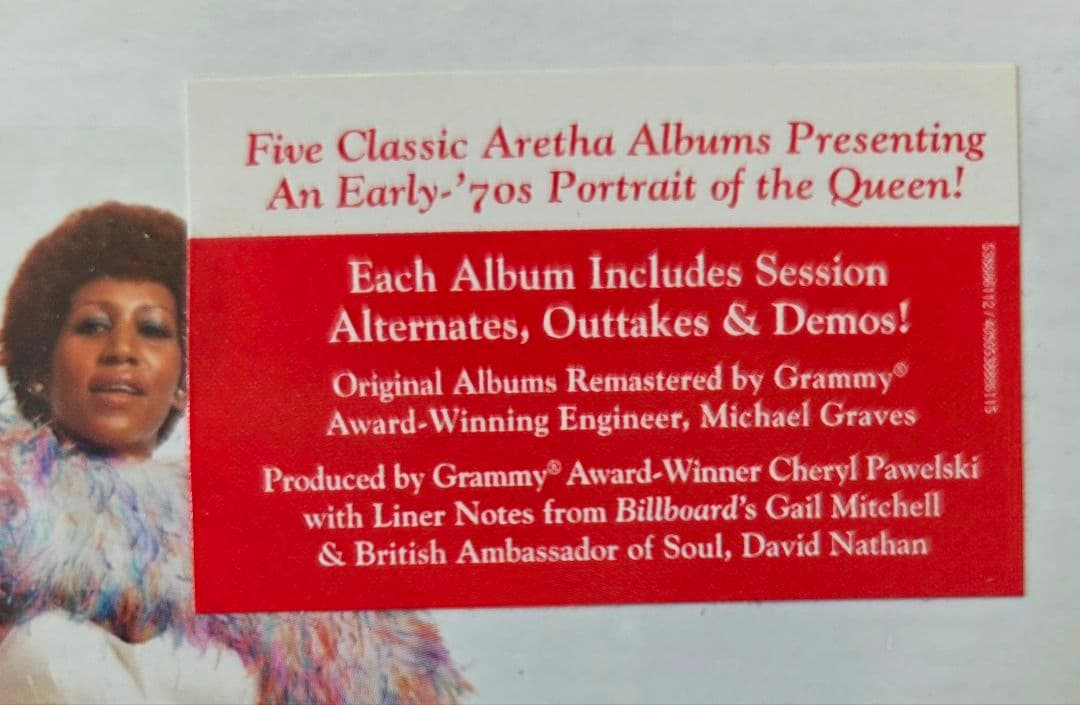 Five Classic Aretha Albums Presenting
An Early-’70s Portrait of the Queen!
Each Album Includes Session
Alternates, Outtakes & Demos!
Original Albums Remastered by Grammy®
Award-Winning Engineer, Michael Graves
Produced by Grammy® Award-Winner Cheryl Pawelski
with Liner Notes from Billboard’s Gail Mitchell
& British Ambassador of Soul, David Nathan